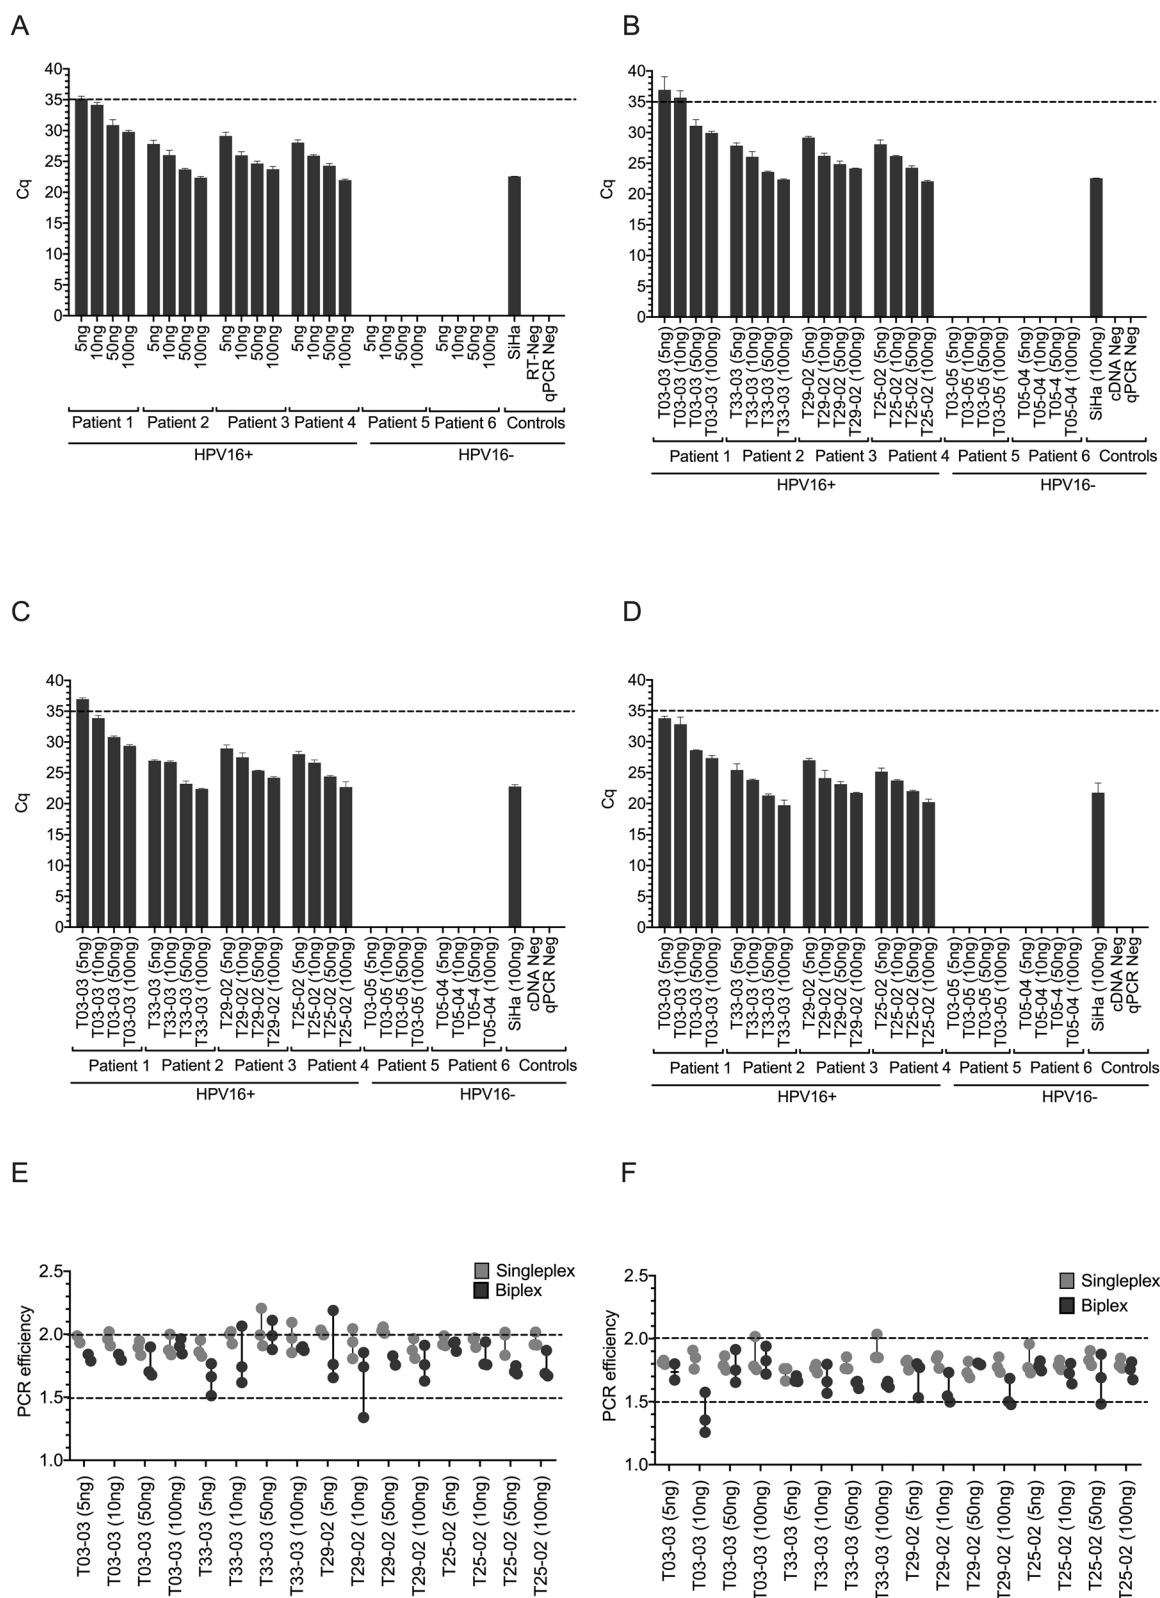 A
Cq
40
35
30
25
20
15
10
5
0
5ng
10ng
50ng
100ng
5ng
10ng
50ng
100ng
5ng
10ng
50ng
100ng
5ng
10ng
50ng
100ng
5ng
10ng
50ng
100ng
5ng
10ng
50ng
100ng
SiHa
RT-Neg
qPCR Neg
Patient 1 Patient 2 Patient 3 Patient 4 Patient 5 Patient 6 Controls
HPV16+ HPV16-
B
Cq
40
35
30
25
20
15
10
5
0
T03-03 (5ng)
T03-03 (10ng)
T03-03 (50ng)
T03-03 (100ng)
T33-03 (5ng)
T33-03 (10ng)
T33-03 (50ng)
T33-03 (100ng)
T29-02 (5ng)
T29-02 (10ng)
T29-02 (50ng)
T29-02 (100ng)
T25-02 (5ng)
T25-02 (10ng)
T25-02 (50ng)
T25-02 (100ng)
T03-05 (5ng)
T03-05 (10ng)
T03-05 (50ng)
T03-05 (100ng)
T05-04 (5ng)
T05-04 (10ng)
T05-4 (50ng)
T05-04 (100ng)
SiHa (100ng)
cDNA Neg
qPCR Neg
Patient 1 Patient 2 Patient 3 Patient 4 Patient 5 Patient 6 Controls
HPV16+ HPV16-
C
Cq
40
35
30
25
20
15
10
5
0
T03-03 (5ng)
T03-03 (10ng)
T03-03 (50ng)
T03-03 (100ng)
T33-03 (5ng)
T33-03 (10ng)
T33-03 (50ng)
T33-03 (100ng)
T29-02 (5ng)
T29-02 (10ng)
T29-02 (50ng)
T29-02 (100ng)
T25-02 (5ng)
T25-02 (10ng)
T25-02 (50ng)
T25-02 (100ng)
T03-05 (5ng)
T03-05 (10ng)
T03-05 (50ng)
T03-05 (100ng)
T05-04 (5ng)
T05-04 (10ng)
T05-4 (50ng)
T05-04 (100ng)
SiHa (100ng)
cDNA Neg
qPCR Neg
Patient 1 Patient 2 Patient 3 Patient 4 Patient 5 Patient 6 Controls
HPV16+ HPV16-
D
Cq
40
35
30
25
20
15
10
5
0
T03-03 (5ng)
T03-03 (10ng)
T03-03 (50ng)
T03-03 (100ng)
T33-03 (5ng)
T33-03 (10ng)
T33-03 (50ng)
T33-03 (100ng)
T29-02 (5ng)
T29-02 (10ng)
T29-02 (50ng)
T29-02 (100ng)
T25-02 (5ng)
T25-02 (10ng)
T25-02 (50ng)
T25-02 (100ng)
T03-05 (5ng)
T03-05 (10ng)
T03-05 (50ng)
T03-05 (100ng)
T05-04 (5ng)
T05-04 (10ng)
T05-4 (50ng)
T05-04 (100ng)
SiHa (100ng)
cDNA Neg
qPCR Neg
Patient 1 Patient 2 Patient 3 Patient 4 Patient 5 Patient 6 Controls
HPV16+ HPV16-
E
PCR efficiency
2.5
2.0
1.5
1.0
Singleplex
Biplex
T03-03 (5ng)
T03-03 (10ng)
T03-03 (50ng)
T03-03 (100ng)
T33-03 (5ng)
T33-03 (10ng)
T33-03 (50ng)
T33-03 (100ng)
T29-02 (5ng)
T29-02 (10ng)
T29-02 (50ng)
T29-02 (100ng)
T25-02 (5ng)
T25-02 (10ng)
T25-02 (50ng)
T25-02 (100ng)
F
PCR efficiency
2.5
2.0
1.5
1.0
Singleplex
Biplex
T03-03 (5ng)
T03-03 (10ng)
T03-03 (50ng)
T03-03 (100ng)
T33-03 (5ng)
T33-03 (10ng)
T33-03 (50ng)
T33-03 (100ng)
T29-02 (5ng)
T29-02 (10ng)
T29-02 (50ng)
T29-02 (100ng)
T25-02 (5ng)
T25-02 (10ng)
T25-02 (50ng)
T25-02 (100ng)